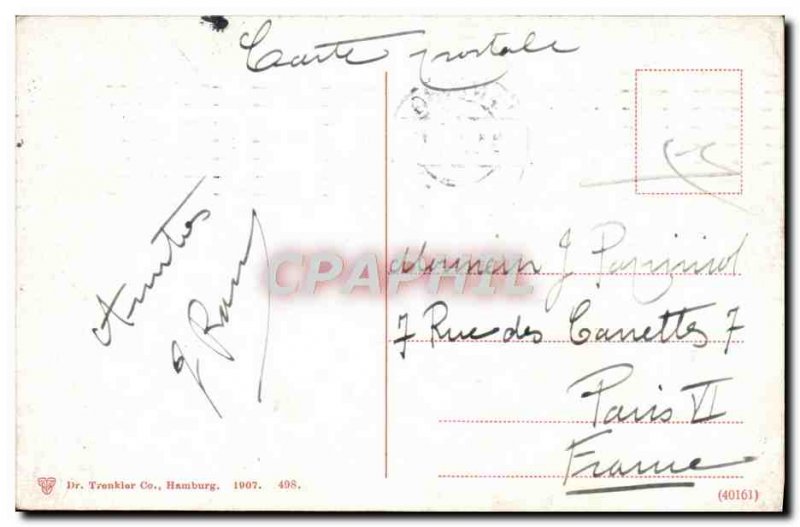 Carte postale
Amitiés
J.
Monsieur J
CPCPHIL
7 Rue des Canettes 7
Paris VI
France
Dr. Trenkler Co., Hamburg. 1907. 498.
(40161)